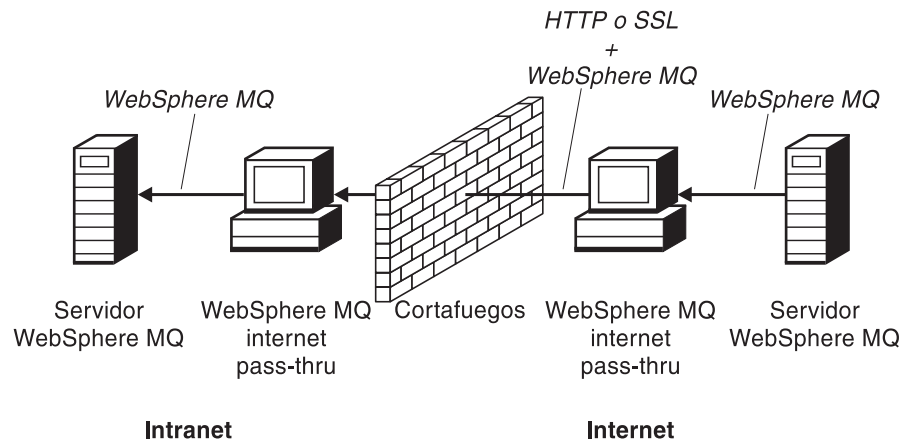 HTTP o SSL
+
WebSphere MQ
WebSphere MQ
WebSphere MQ
Servidor
WebSphere MQ
WebSphere MQ
internet
pass-thru
Cortafuegos
WebSphere MQ
internet
pass-thru
Servidor
WebSphere MQ
Intranet
Internet